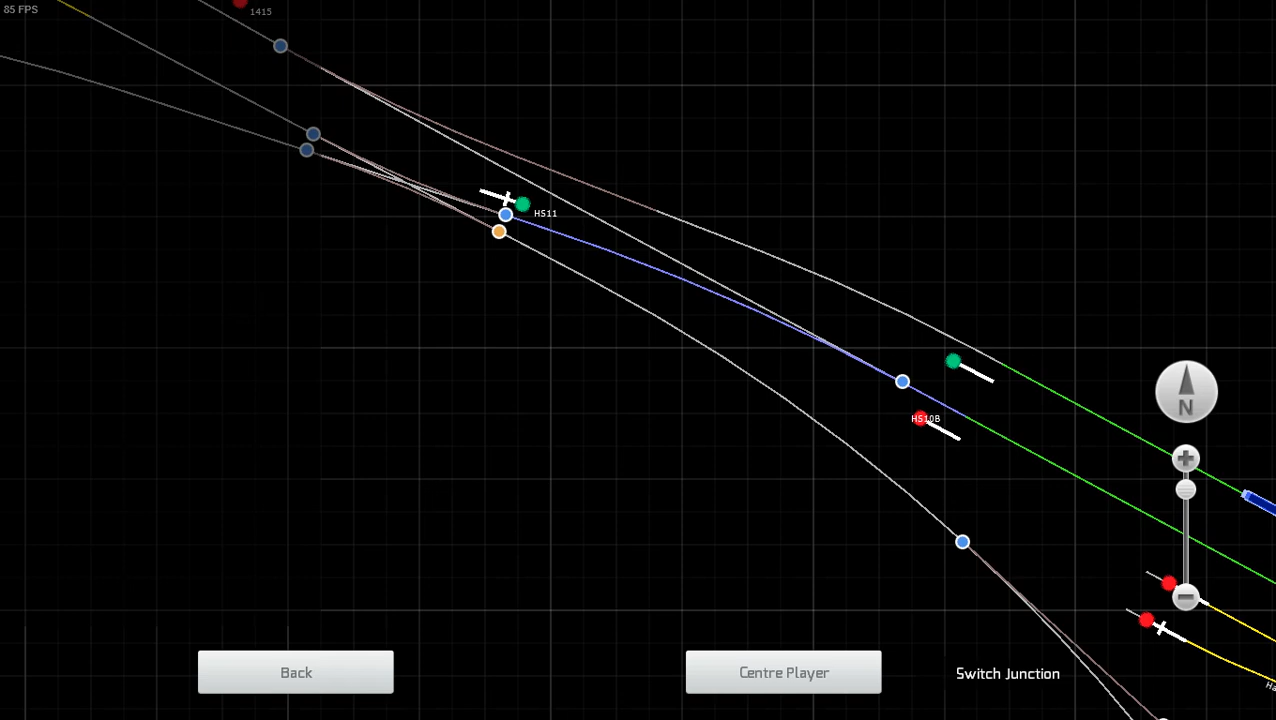 85 FPS
1415
HS11
HS10B
N
Back
Centre Player
Switch Junction